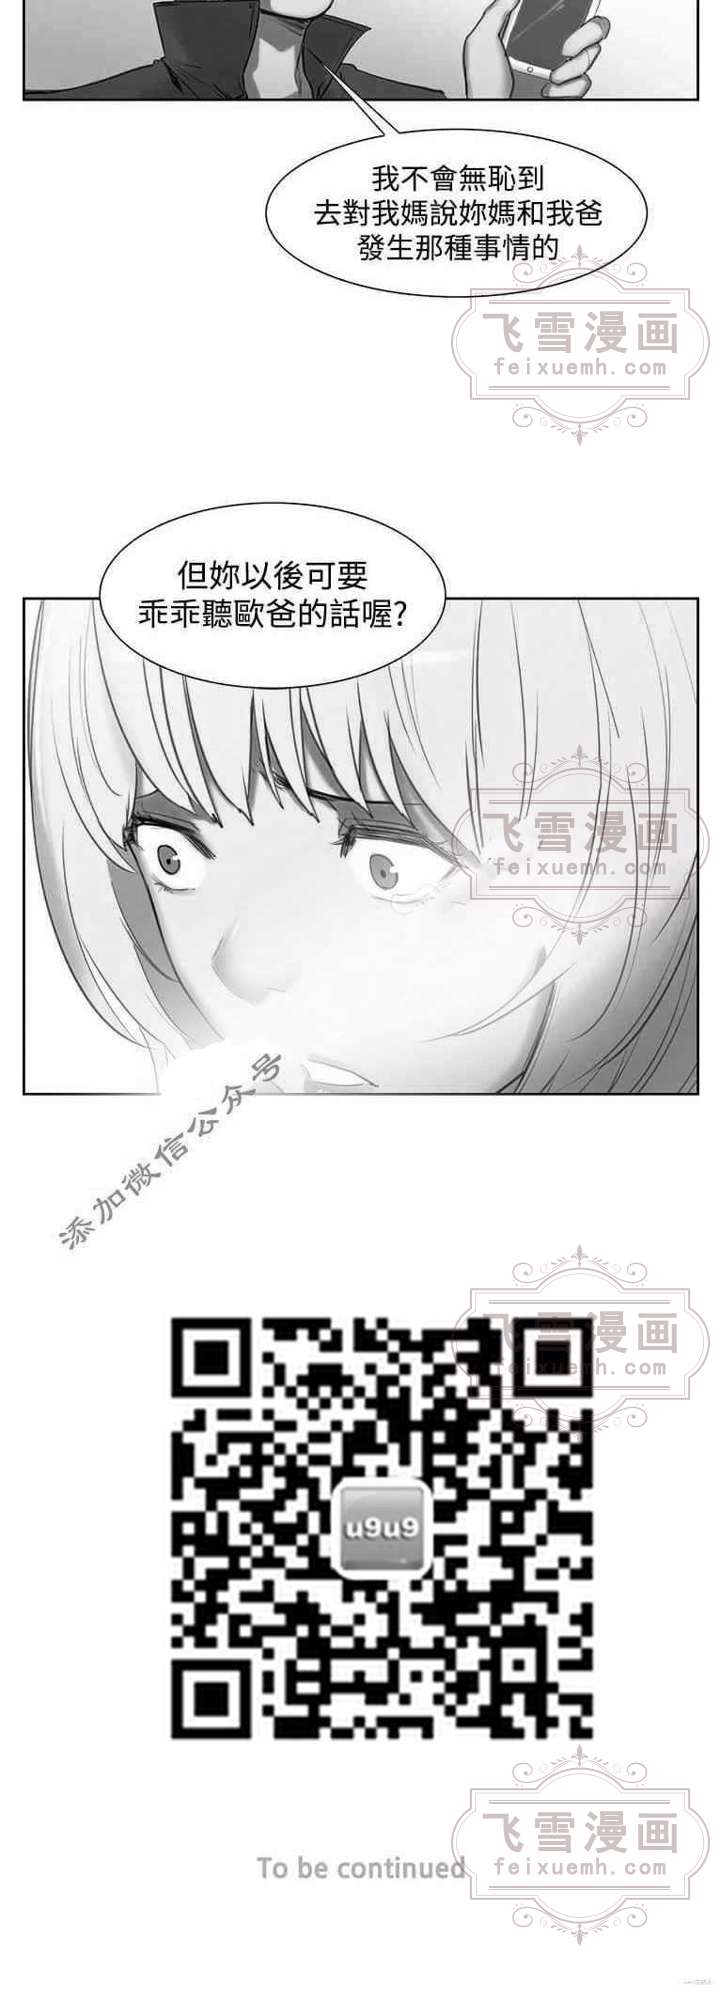 我不會無恥到
去對我媽說妳媽和我爸
發生那種事情的
飞雪漫画
feixuemh.com
但妳以後可要
乖乖聽歐爸的話喔?
飞雪漫画
feixuemh.com
添加微信公众号
飞雪漫画
feixuemh.com
u9u9
飞雪漫画
feixuemh.com
To be continued